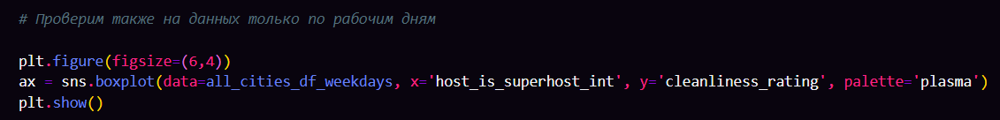 # Проверим также на данных только по рабочим дням
plt.figure(figsize=(6,4))
ax = sns.boxplot(data=all_cities_df_weekdays, x='host_is_superhost_int', y='cleanliness_rating', palette='plasma')
plt.show()